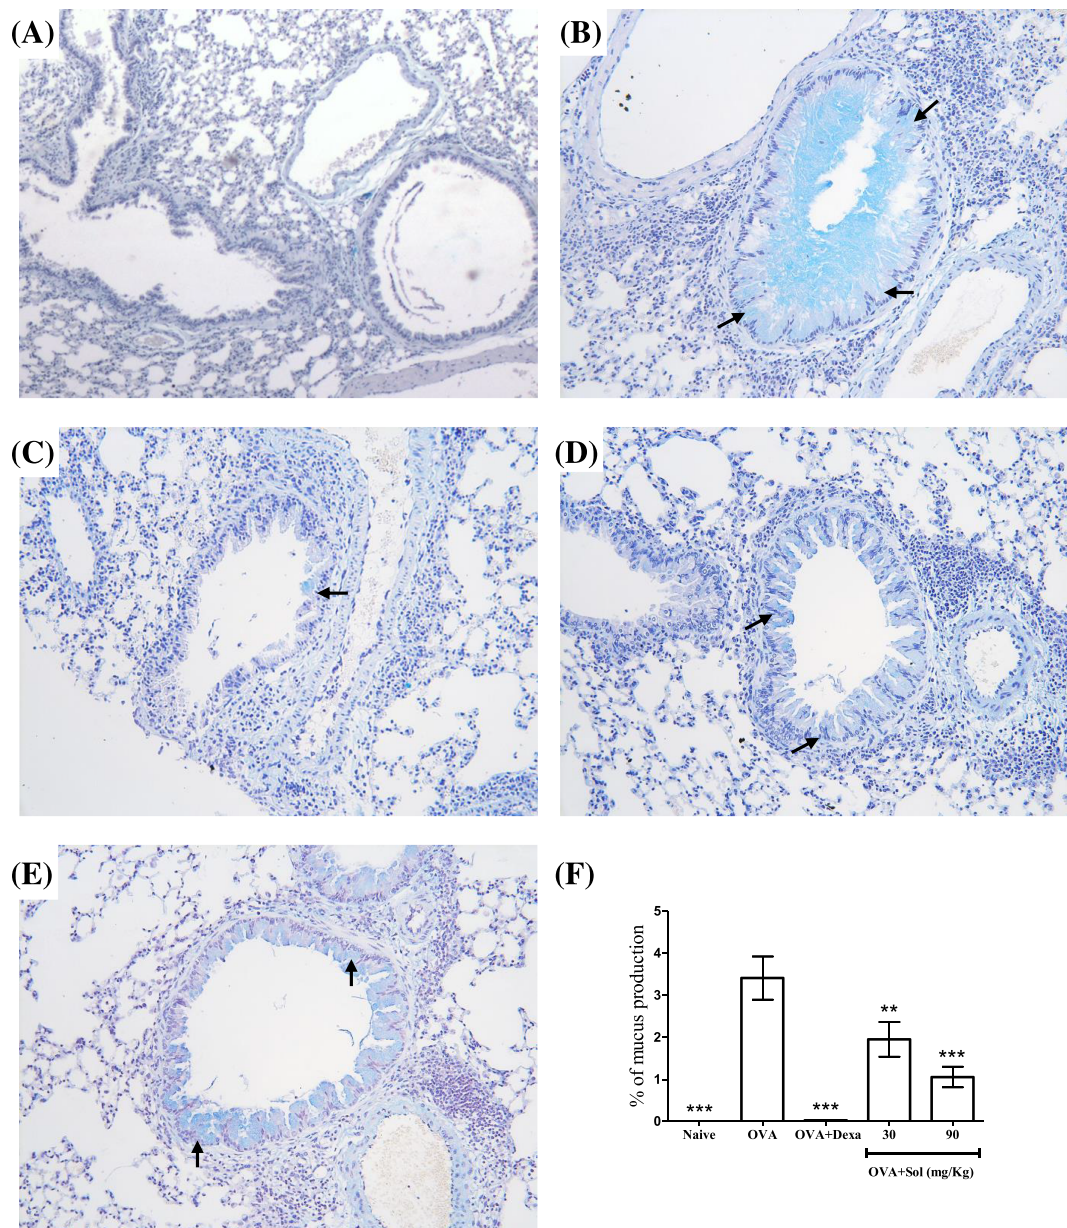 (A)
(B)
(C)
(D)
(E)
(F)
% of mucus production
5
4
3
2
1
0
***
***
**
***
Naive OVA OVA+Dexa 30 90
OVA+Sol (mg/Kg)